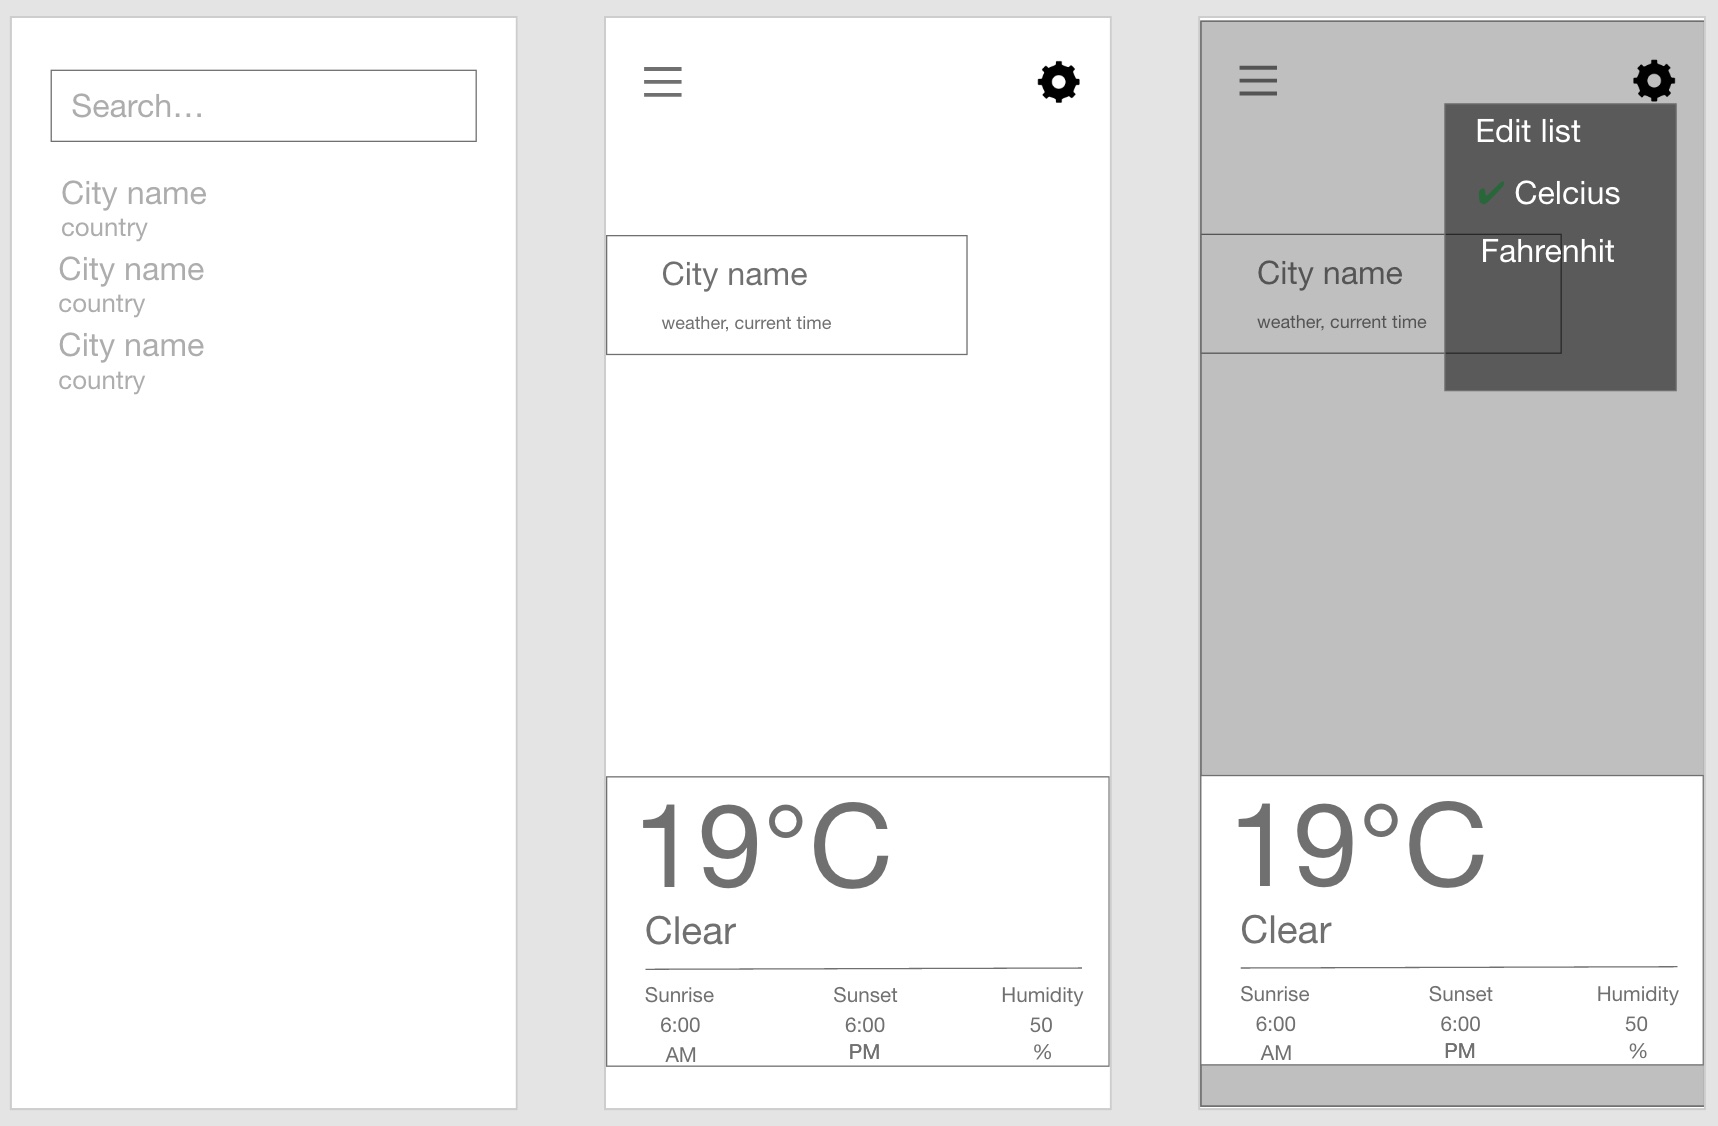 Search...
City name
country
City name
country
City name
country
City name
weather, current time
19°C
Clear
Sunrise Sunset Humidity
6:00 6:00 50
AM PM %
Edit list
✔ Celcius
Fahrenhit
City name
weather, current time
19°C
Clear
Sunrise Sunset Humidity
6:00 6:00 50
AM PM %